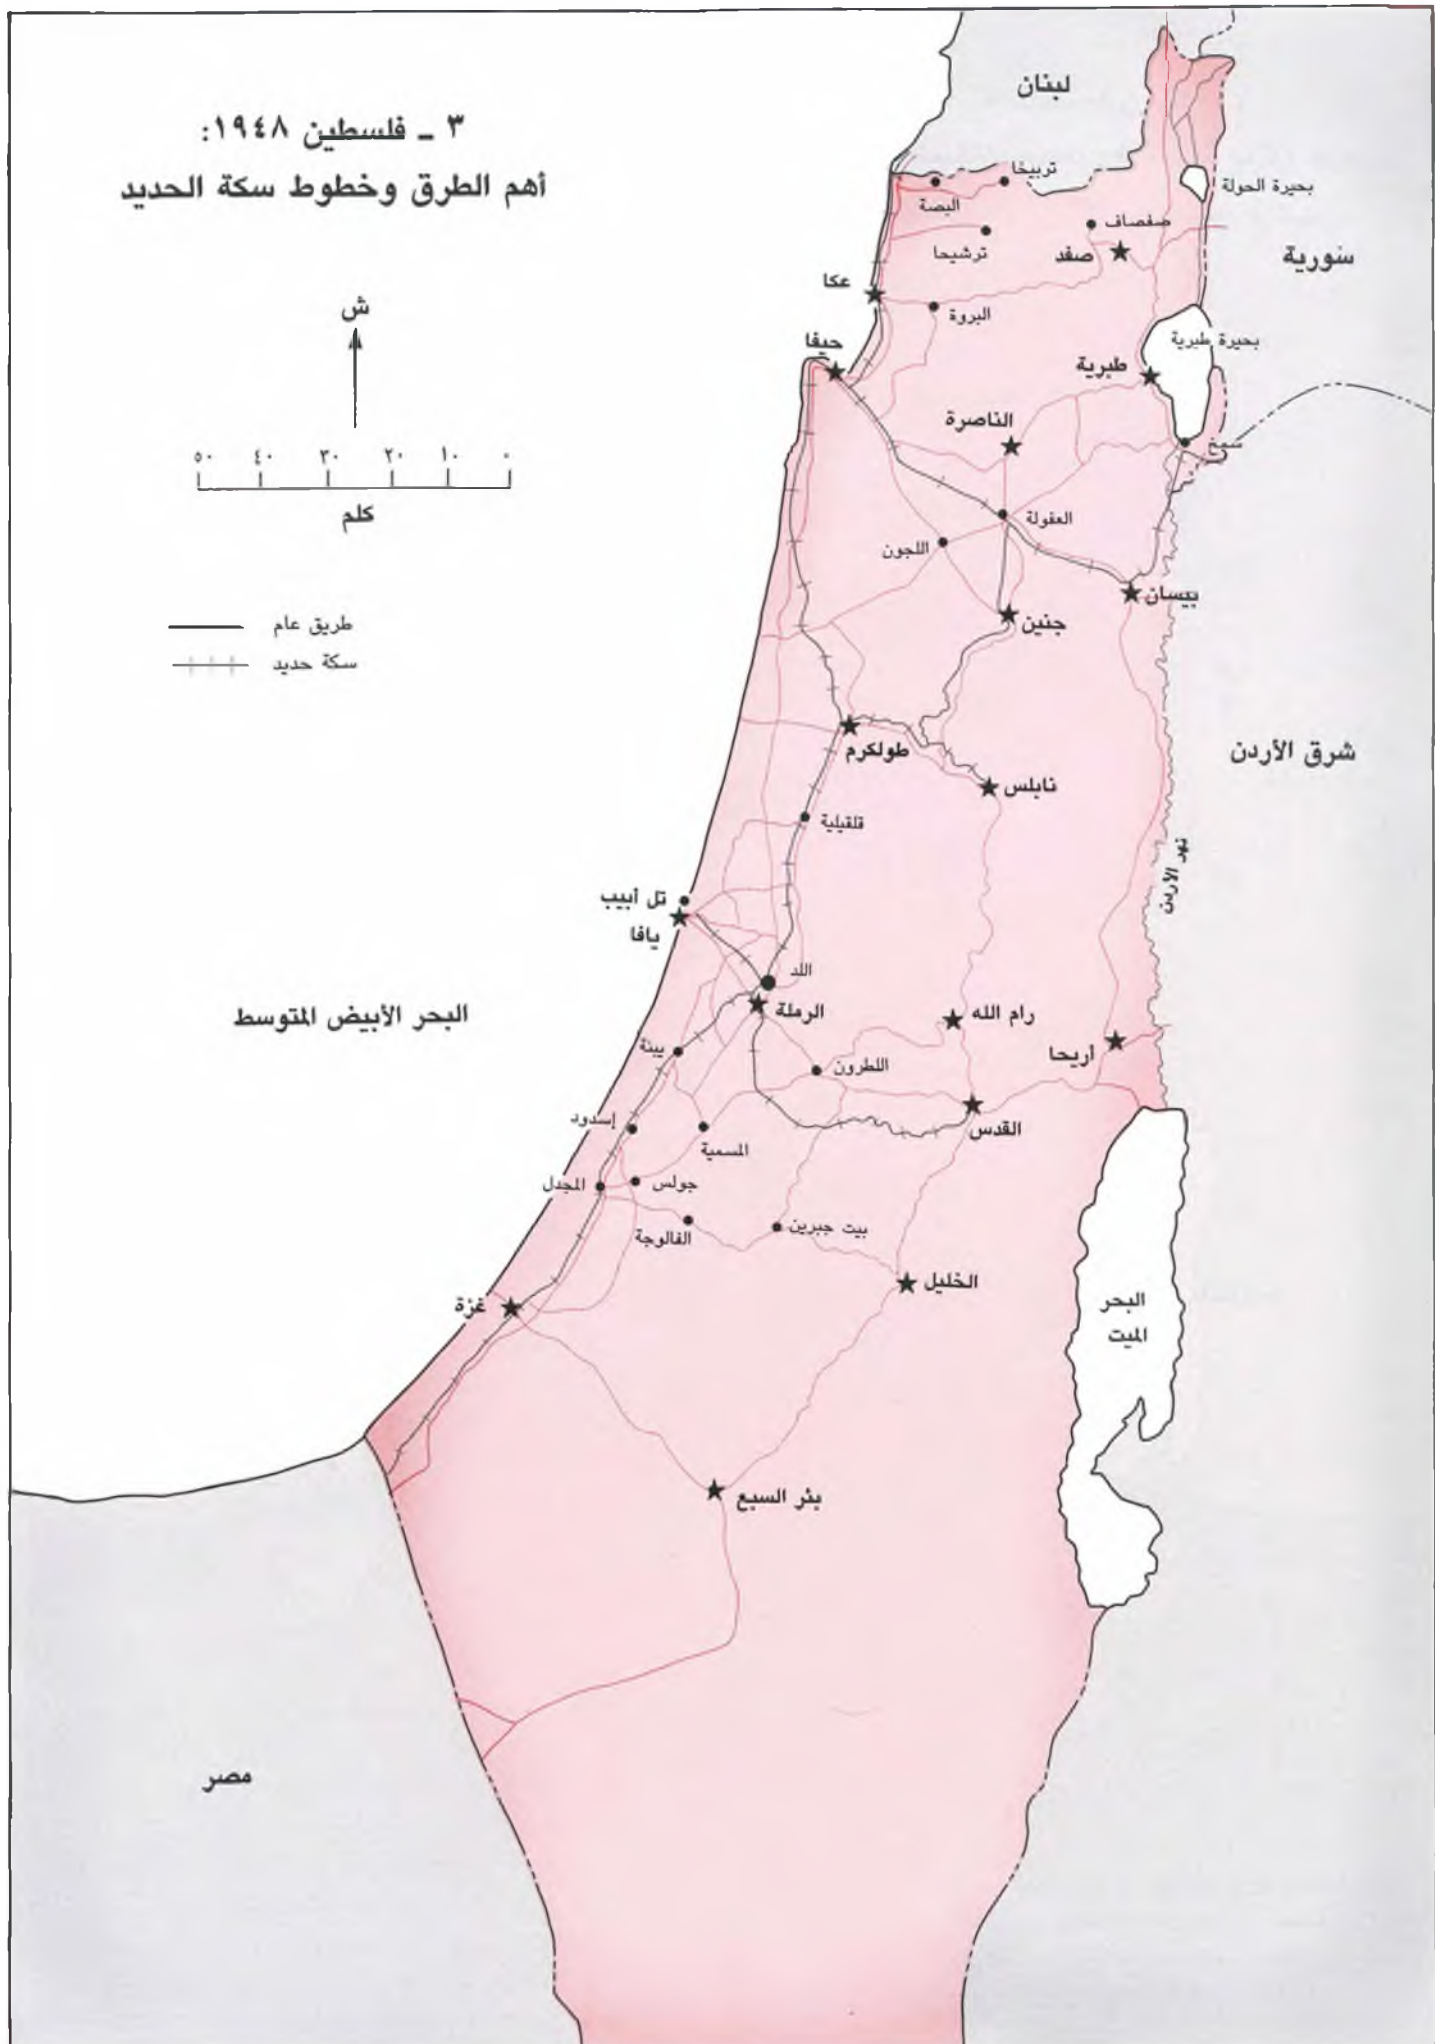 ٣ ـ فلسطين ١٩٤٨:
أهم الطرق وخطوط سكة الحديد
ش
٥٠ ٤٠ ٣٠ ٢٠ ١٠ ٠
كلم
طريق عام
سكة حديد
لبنان
تربيخا
البصة
بحيرة الحولة
صفصاف
ترشيحا
صفد
سورية
عكا
البروة
حيفا
بحيرة طبرية
طبرية
الناصرة
سمخ
العفولة
اللجون
بيسان
جنين
طولكرم
شرق الأردن
نابلس
قلقيلية
نهر الأردن
تل أبيب
يافا
اللد
البحر الأبيض المتوسط
الرملة
رام الله
أريحا
يبنة
اللطرون
إسدود
القدس
المسمية
المجدل
جولس
الفالوجة
بيت جبرين
الخليل
غزة
البحر
الميت
بئر السبع
مصر